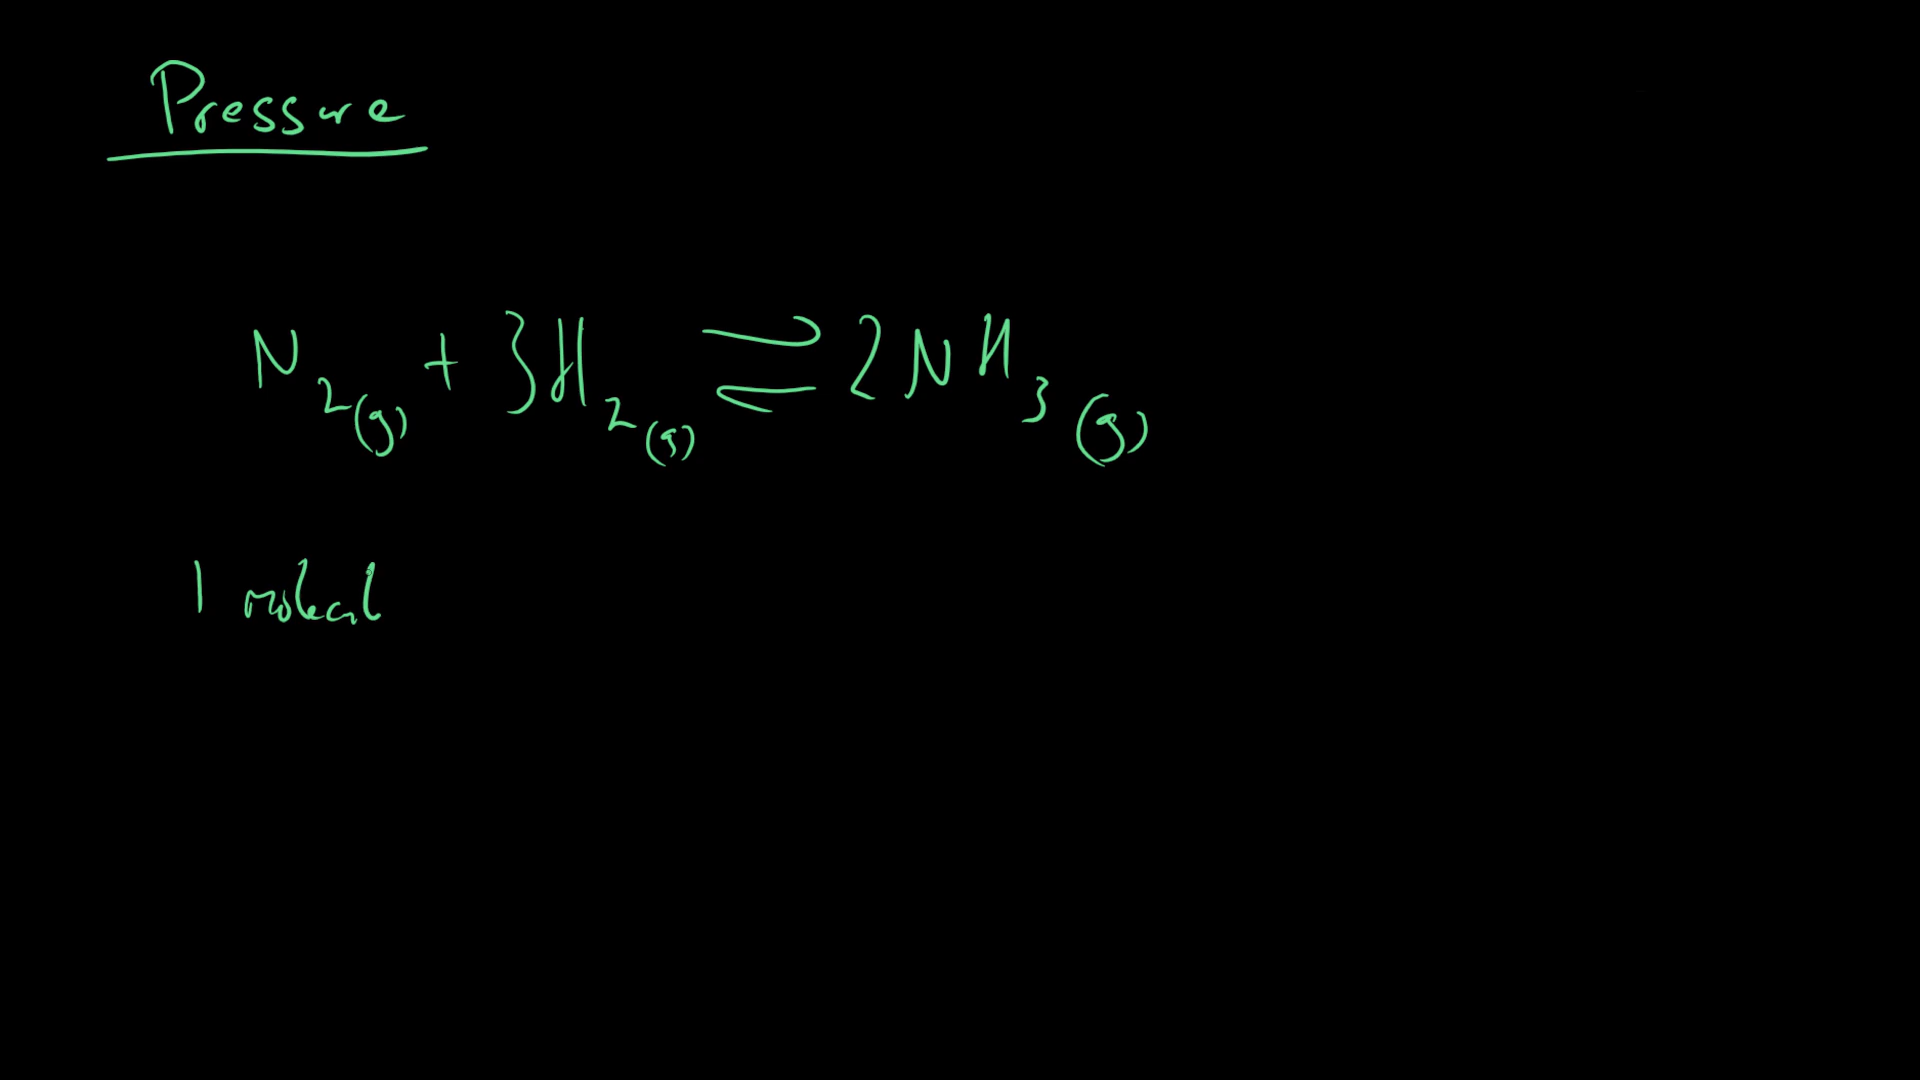 Pressure
N₂(g) + 3H₂(g) ⇌ 2NH₃(g)
1 molecul